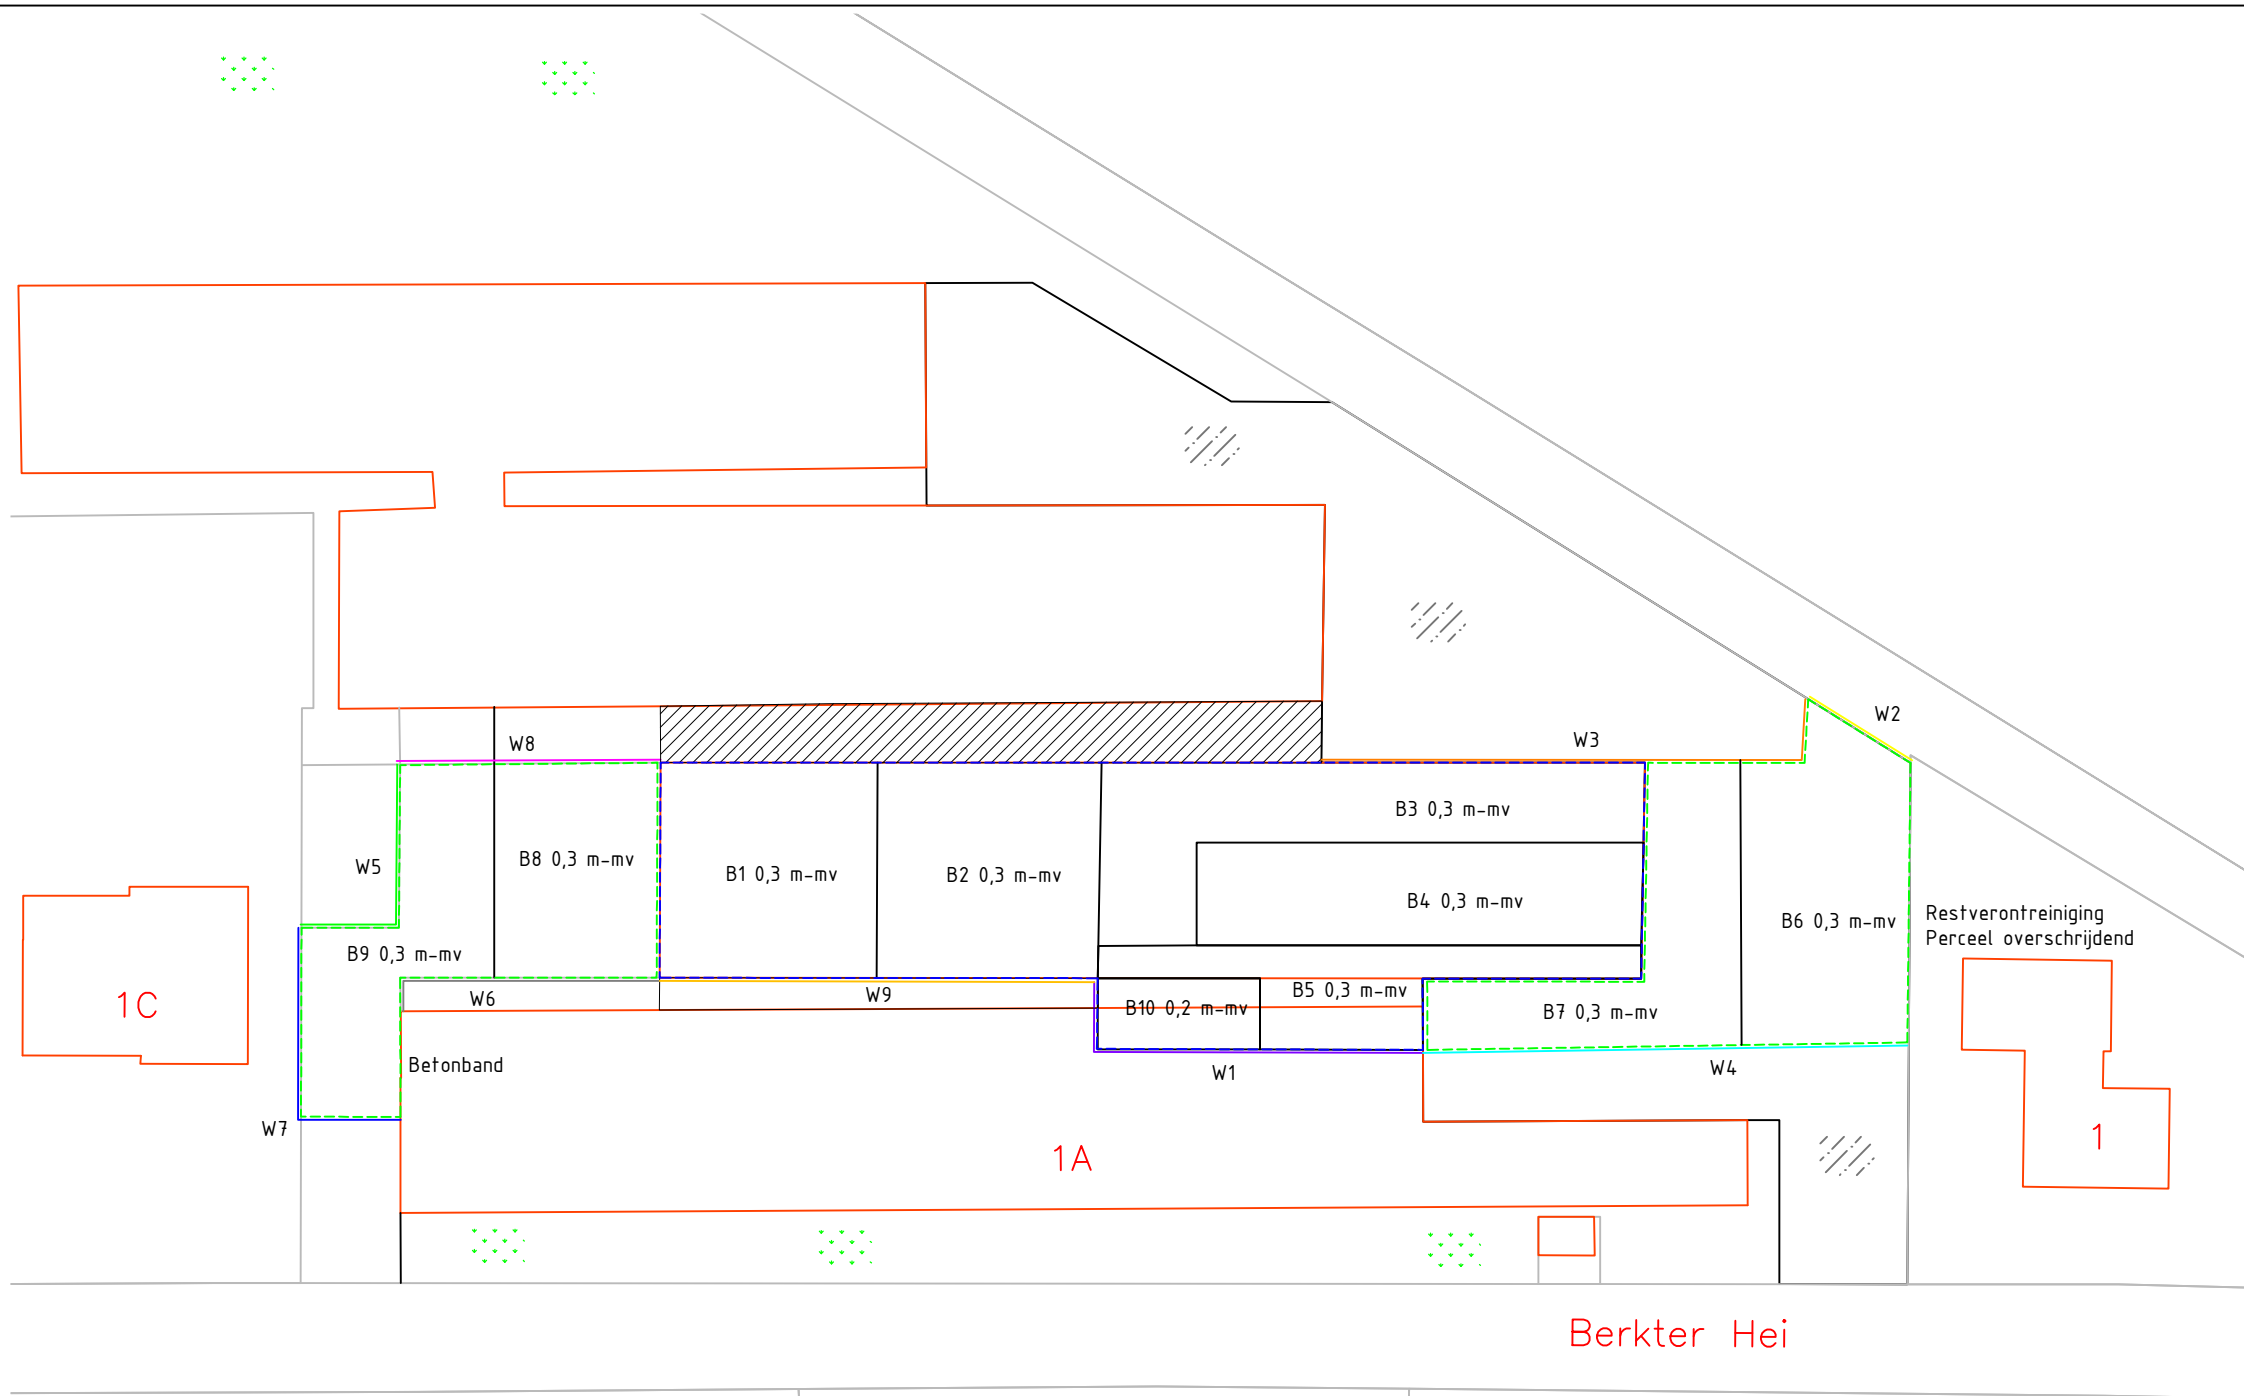 W2
W3
W8
B3 0,3 m-mv
B8 0,3 m-mv
W5
B1 0,3 m-mv
B2 0,3 m-mv
B4 0,3 m-mv
B6 0,3 m-mv
Restverontreiniging
Perceel overschrijdend
B9 0,3 m-mv
1C
W6
W9
B10 0,2 m-mv
B5 0,3 m-mv
B7 0,3 m-mv
Betonband
W1
W4
W7
1A
1
Berkter Hei